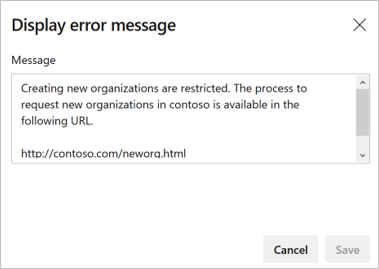 Display error message
Message
Creating new organizations are restricted. The process to
request new organizations in contoso is available in the
following URL.
http://contoso.com/neworg.html
Cancel
Save